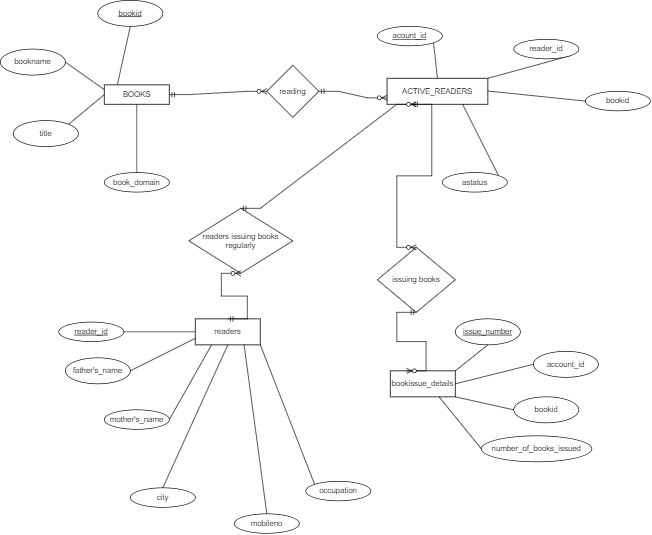 bookid
acount_id
reader_id
bookname
BOOKS
reading
ACTIVE_READERS
bookid
title
book_domain
astatus
readers issuing books
regularly
issuing books
reader_id
readers
issue_number
father's_name
account_id
bookissue_details
bookid
mother's_name
number_of_books_issued
city
occupation
mobileno